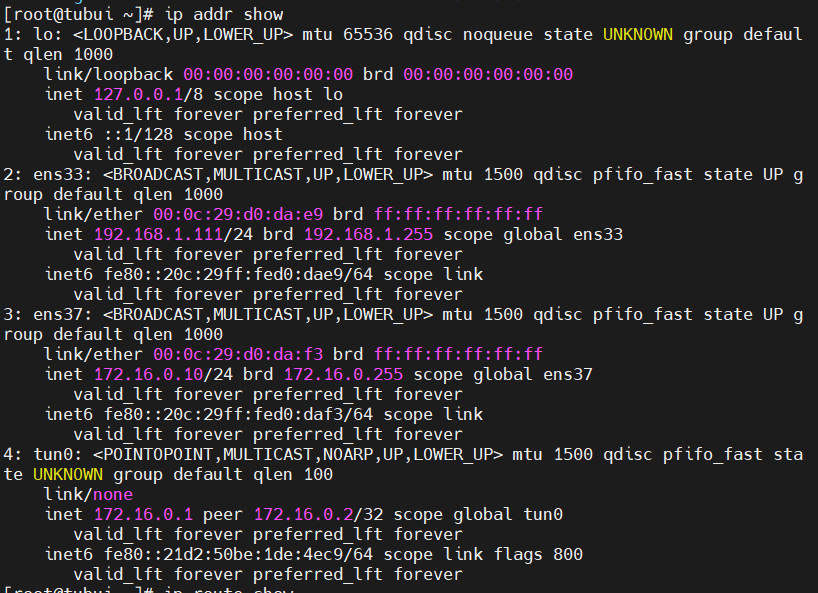 [root@tubui ~]# ip addr show
1: lo: <LOOPBACK,UP,LOWER_UP> mtu 65536 qdisc noqueue state UNKNOWN group defaul
t qlen 1000
    link/loopback 00:00:00:00:00:00 brd 00:00:00:00:00:00
    inet 127.0.0.1/8 scope host lo
       valid_lft forever preferred_lft forever
    inet6 ::1/128 scope host
       valid_lft forever preferred_lft forever
2: ens33: <BROADCAST,MULTICAST,UP,LOWER_UP> mtu 1500 qdisc pfifo_fast state UP g
roup default qlen 1000
    link/ether 00:0c:29:d0:da:e9 brd ff:ff:ff:ff:ff:ff
    inet 192.168.1.111/24 brd 192.168.1.255 scope global ens33
       valid_lft forever preferred_lft forever
    inet6 fe80::20c:29ff:fed0:dae9/64 scope link
       valid_lft forever preferred_lft forever
3: ens37: <BROADCAST,MULTICAST,UP,LOWER_UP> mtu 1500 qdisc pfifo_fast state UP g
roup default qlen 1000
    link/ether 00:0c:29:d0:da:f3 brd ff:ff:ff:ff:ff:ff
    inet 172.16.0.10/24 brd 172.16.0.255 scope global ens37
       valid_lft forever preferred_lft forever
    inet6 fe80::20c:29ff:fed0:daf3/64 scope link
       valid_lft forever preferred_lft forever
4: tun0: <POINTOPOINT,MULTICAST,NOARP,UP,LOWER_UP> mtu 1500 qdisc pfifo_fast sta
te UNKNOWN group default qlen 100
    link/none
    inet 172.16.0.1 peer 172.16.0.2/32 scope global tun0
       valid_lft forever preferred_lft forever
    inet6 fe80::21d2:50be:1de:4ec9/64 scope link flags 800
       valid_lft forever preferred_lft forever
[root@tubui ~]# ip route show